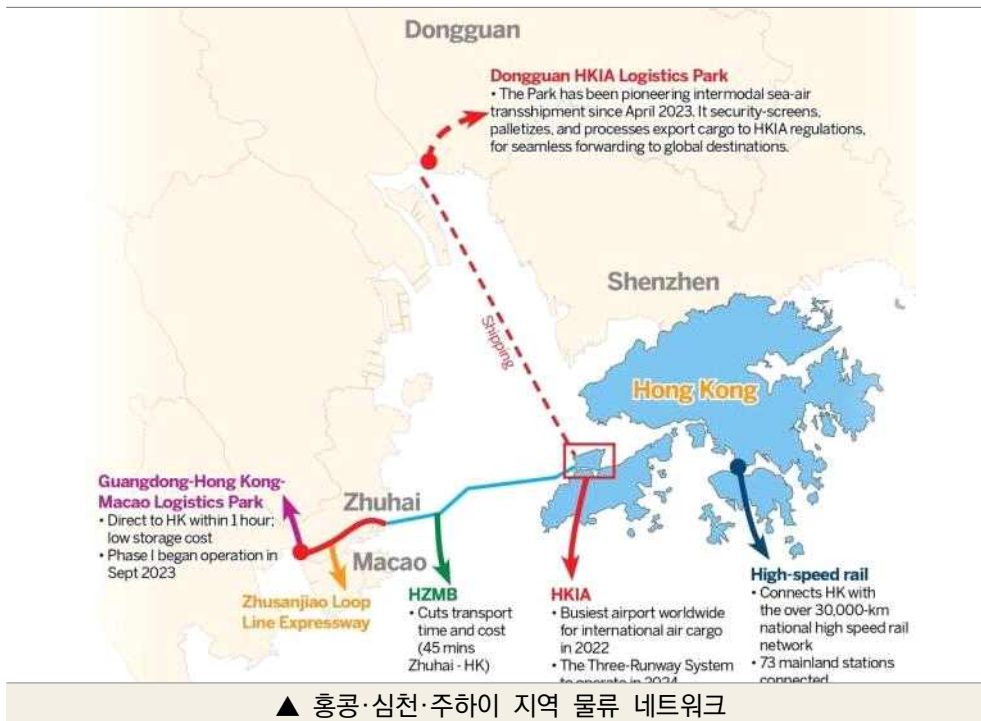 Dongguan
Dongguan HKIA Logistics Park
• The Park has been pioneering intermodal sea-air
transshipment since April 2023. It security-screens,
palletizes, and processes export cargo to HKIA regulations,
for seamless forwarding to global destinations.
Shenzhen
Shipping
Hong Kong
Guangdong-Hong Kong-
Macao Logistics Park
• Direct to HK within 1 hour;
low storage cost
• Phase I began operation in
Sept 2023
Zhuhai
Macao
Zhusanjiao Loop
Line Expressway
HZMB
• Cuts transport
time and cost
(45 mins
Zhuhai - HK)
HKIA
• Busiest airport worldwide
for international air cargo
in 2022
• The Three-Runway System
to operate in 2024
High-speed rail
• Connects HK with
the over 30,000-km
national high speed rail
network
• 73 mainland stations
connected
▲ 홍콩·심천·주하이 지역 물류 네트워크